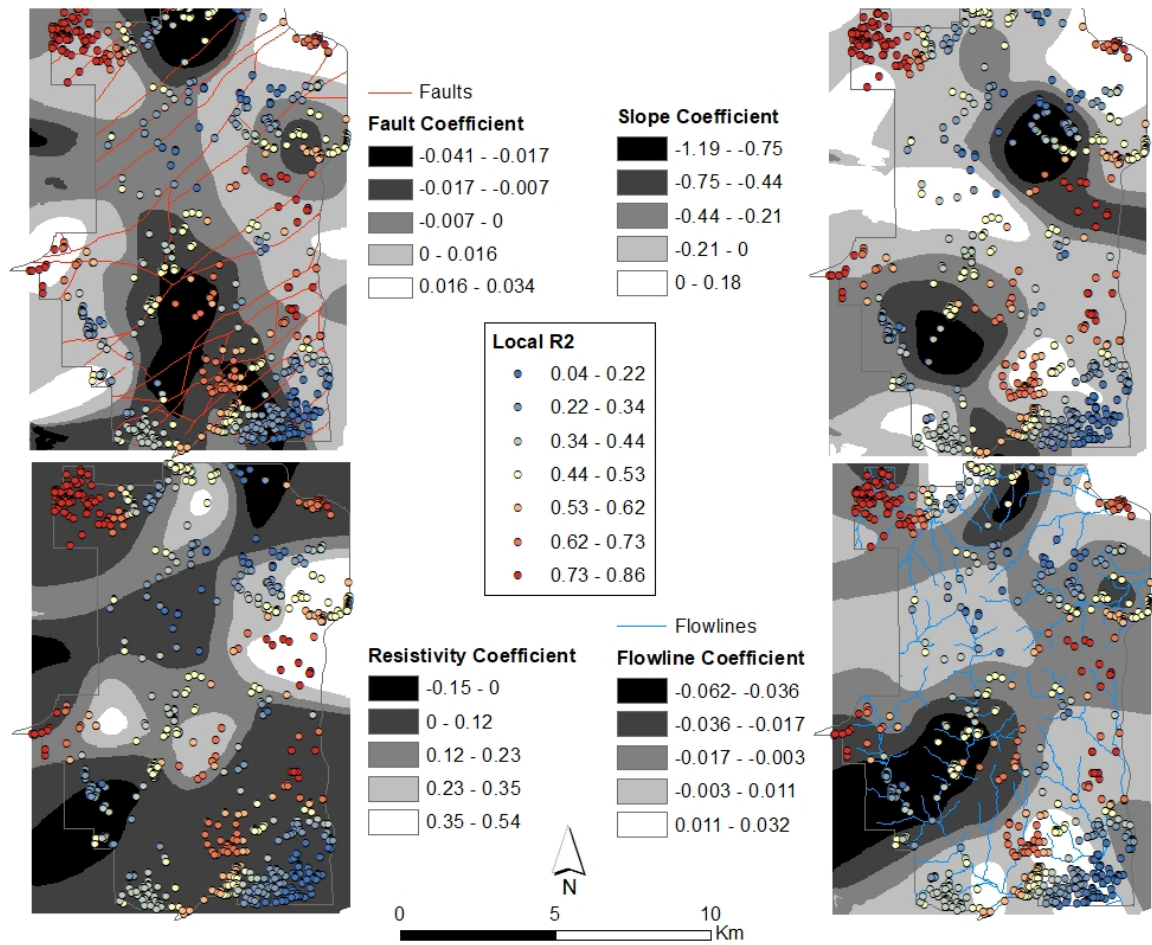 Faults
Fault Coefficient
-0.041 - -0.017
-0.017 - -0.007
-0.007 - 0
0 - 0.016
0.016 - 0.034
Slope Coefficient
-1.19 - -0.75
-0.75 - -0.44
-0.44 - -0.21
-0.21 - 0
0 - 0.18
Local R2
0.04 - 0.22
0.22 - 0.34
0.34 - 0.44
0.44 - 0.53
0.53 - 0.62
0.62 - 0.73
0.73 - 0.86
Resistivity Coefficient
-0.15 - 0
0 - 0.12
0.12 - 0.23
0.23 - 0.35
0.35 - 0.54
Flowlines
Flowline Coefficient
-0.062- -0.036
-0.036 - -0.017
-0.017 - -0.003
-0.003 - 0.011
0.011 - 0.032
N
0 5 10
Km